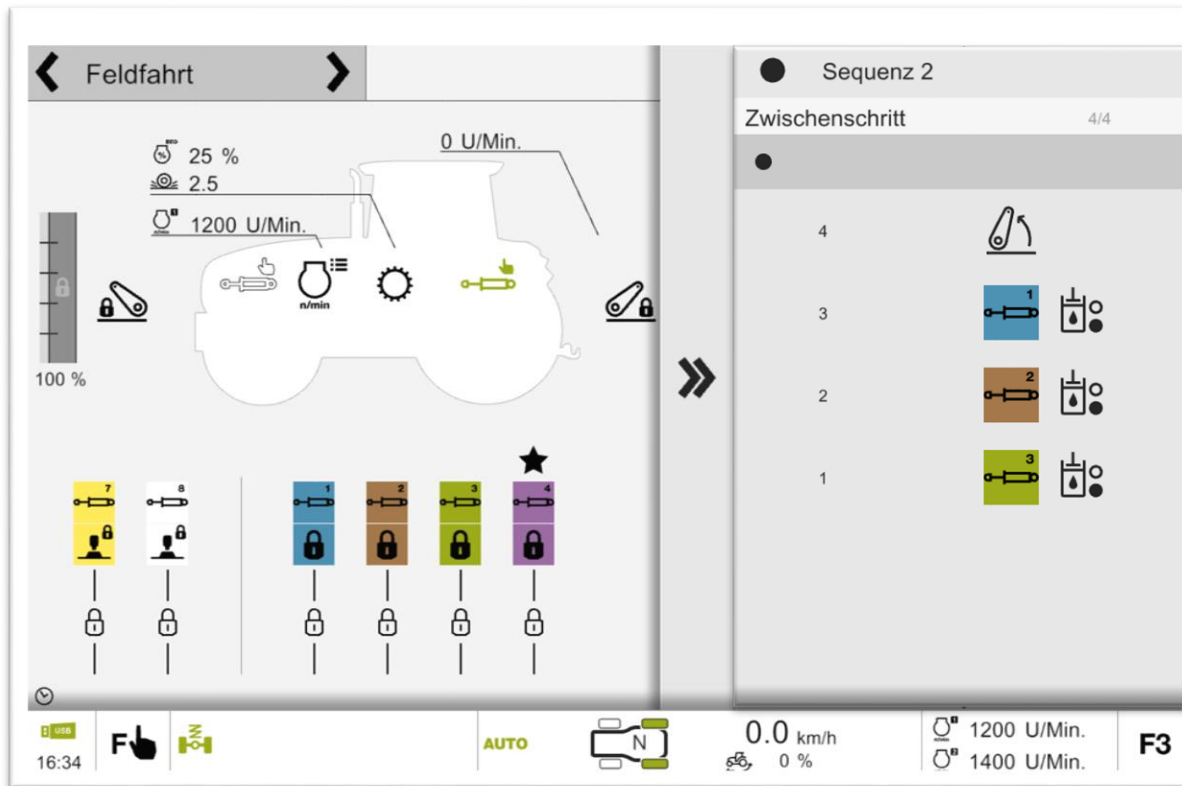 Feldfahrt
25 %
2.5
1200 U/Min.
0 U/Min.
n/min
100 %
7
8
1
2
3
4
Sequenz 2
Zwischenschritt 4/4
4
3 1
2 2
1 3
USB
16:34
F
AUTO
N
0.0 km/h
0 %
1200 U/Min.
1400 U/Min.
F3